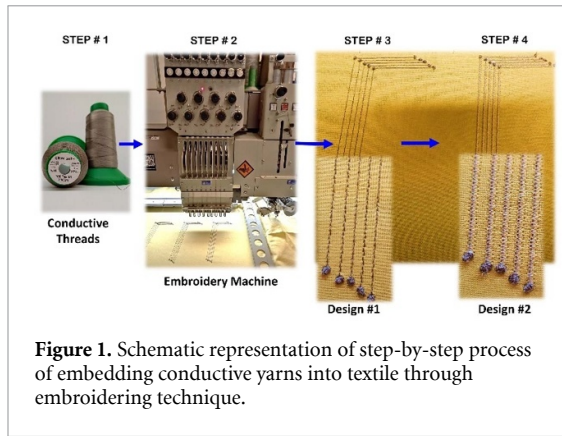 STEP # 1
STEP # 2
STEP # 3
STEP # 4
Conductive
Threads
Embroidery Machine
Design #1
Design #2
Figure 1. Schematic representation of step-by-step process
of embedding conductive yarns into textile through
embroidering technique.